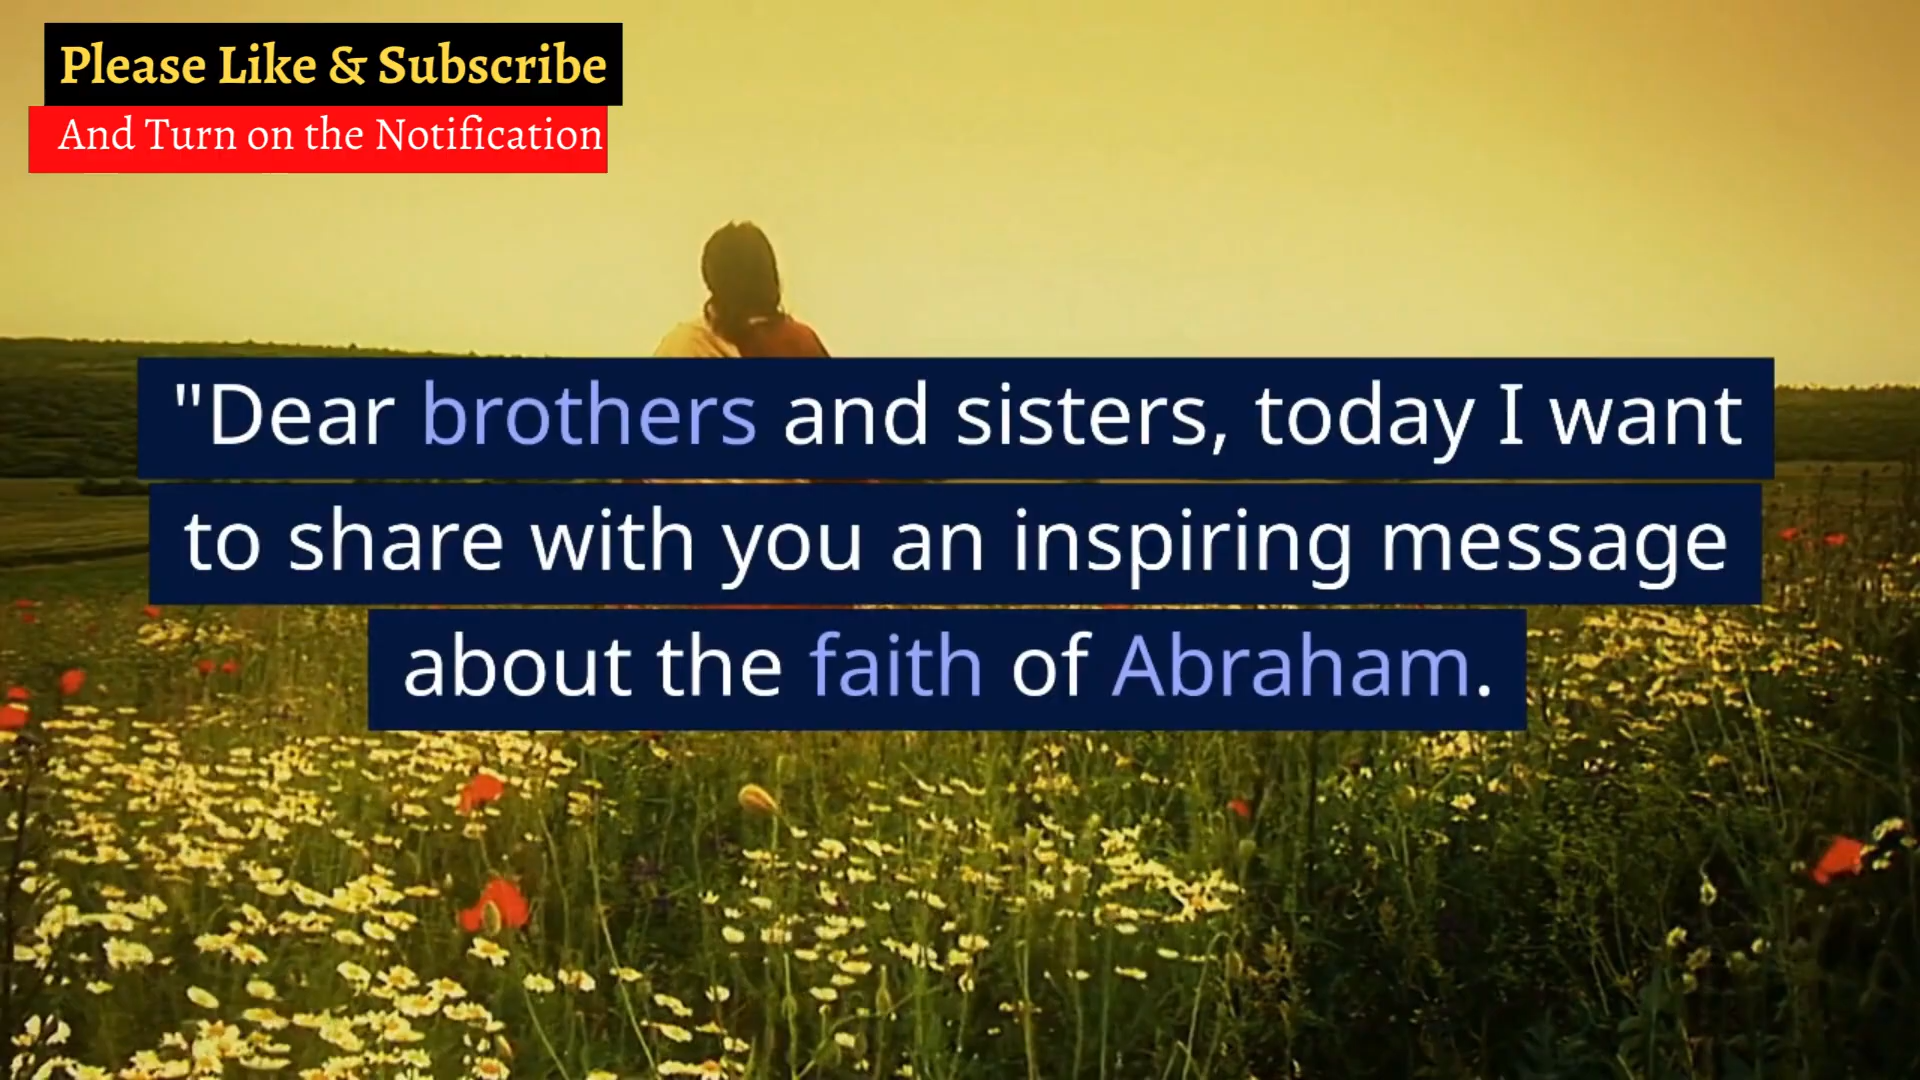 Please Like & Subscribe
And Turn on the Notification
"Dear brothers and sisters, today I want
to share with you an inspiring message
about the faith of Abraham.